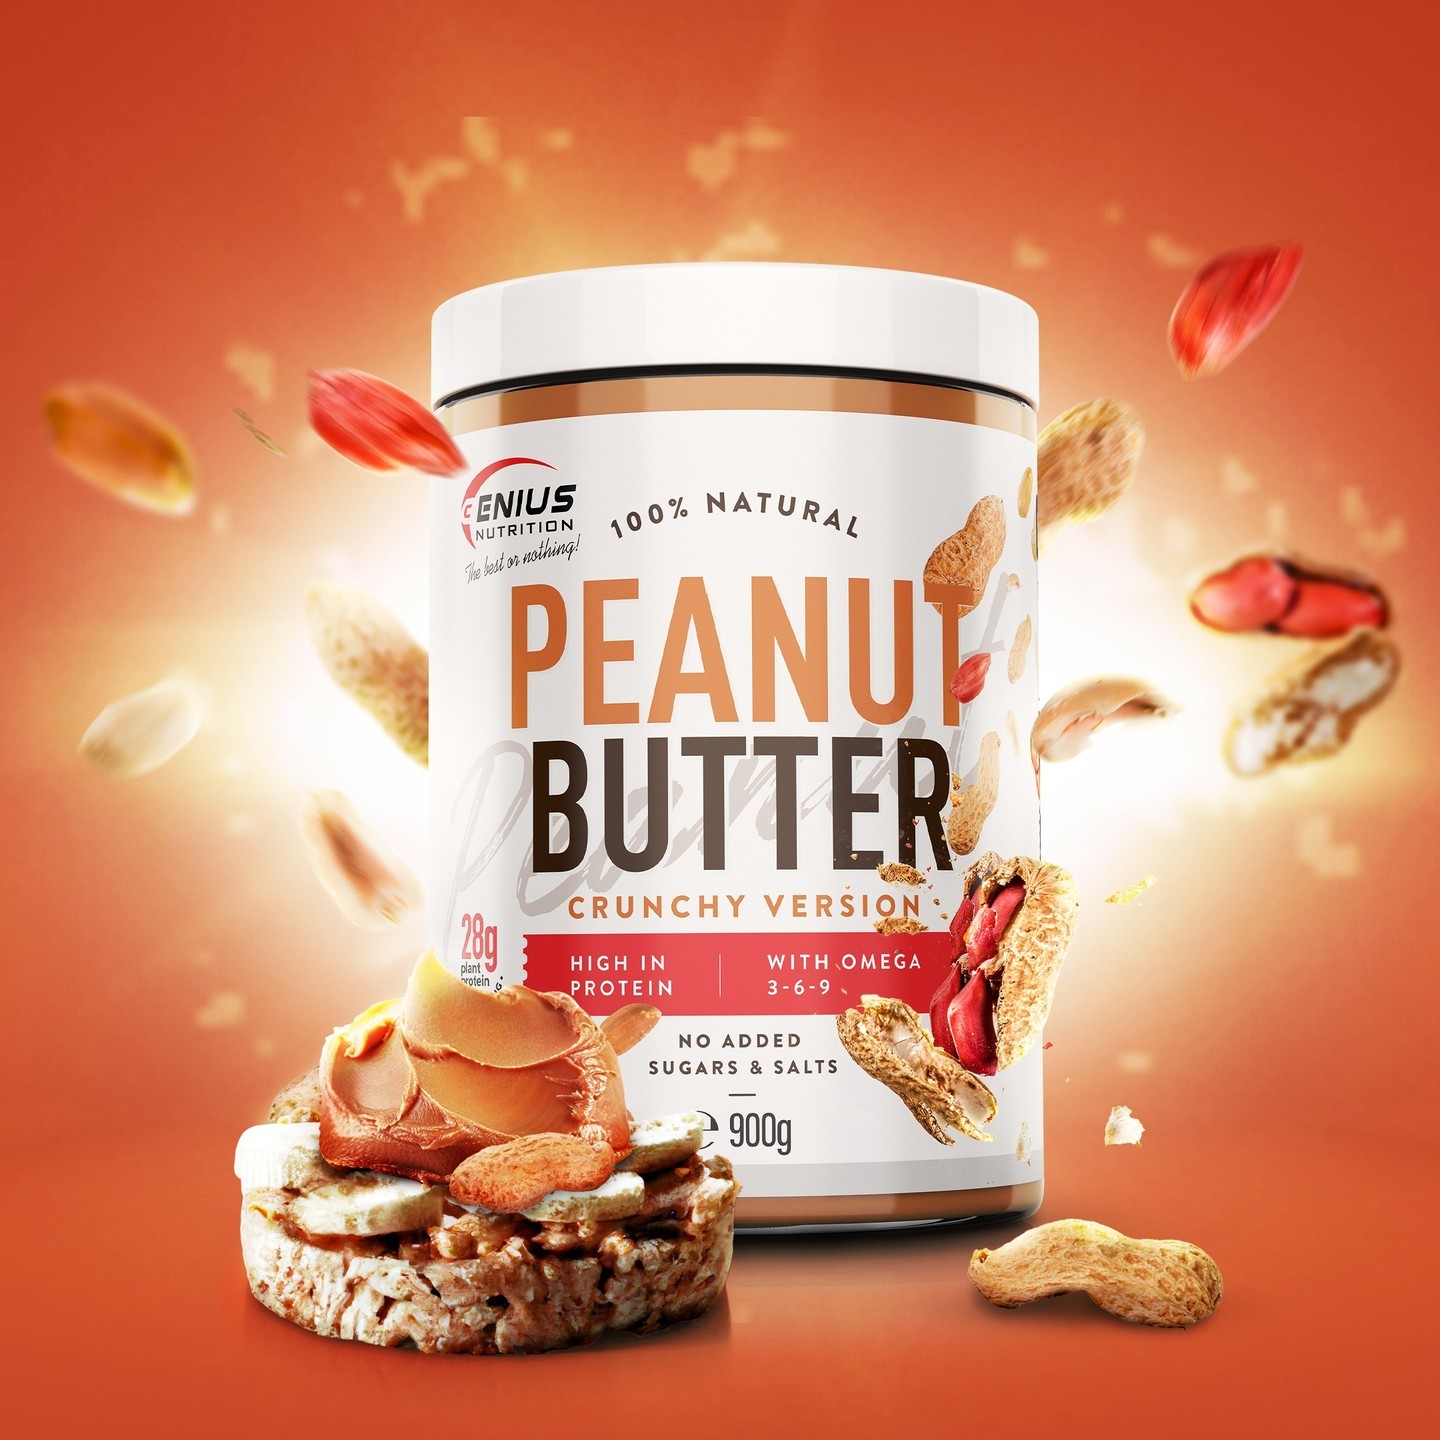 GENIUS
NUTRITION
The best or nothing!
100% NATURAL
PEANUT
BUTTER
Peanut
CRUNCHY VERSION
28g
plant
protein
HIGH IN
PROTEIN
WITH OMEGA
3-6-9
NO ADDED
SUGARS & SALTS
℮ 900g